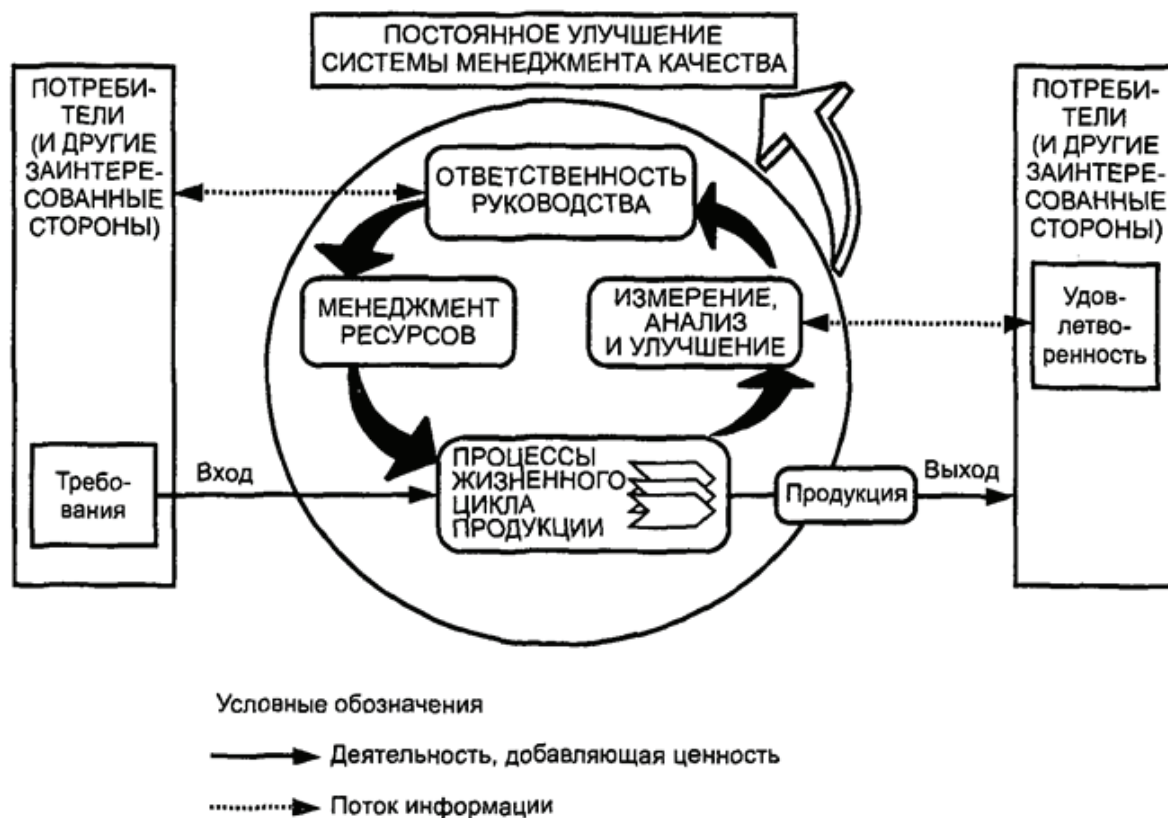 ПОСТОЯННОЕ УЛУЧШЕНИЕ
СИСТЕМЫ МЕНЕДЖМЕНТА КАЧЕСТВА
ПОТРЕБИ-
ТЕЛИ
(И ДРУГИЕ
ЗАИНТЕРЕ-
СОВАННЫЕ
СТОРОНЫ)
ОТВЕТСТВЕННОСТЬ
РУКОВОДСТВА
МЕНЕДЖМЕНТ
РЕСУРСОВ
ИЗМЕРЕНИЕ,
АНАЛИЗ
И УЛУЧШЕНИЕ
ПОТРЕБИ-
ТЕЛИ
(И ДРУГИЕ
ЗАИНТЕРЕ-
СОВАННЫЕ
СТОРОНЫ)
Удов-
летво-
ренность
Требо-
вания
Вход
ПРОЦЕССЫ
ЖИЗНЕННОГО
ЦИКЛА
ПРОДУКЦИИ
Продукция
Выход
Условные обозначения
Деятельность, добавляющая ценность
Поток информации